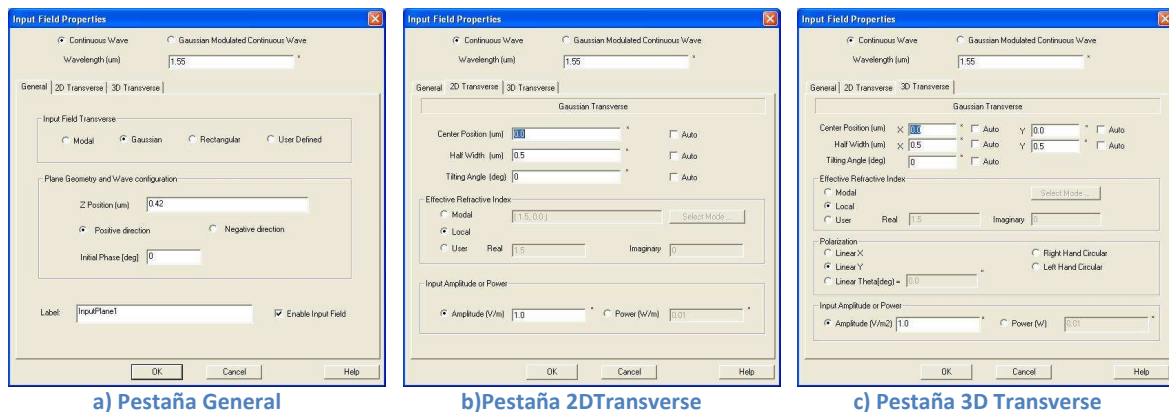 Input Field Properties
Continuous Wave Gaussian Modulated Continuous Wave
Wavelength (um) 1.55 *
General 2D Transverse 3D Transverse
Input Field Transverse
Modal Gaussian Rectangular User Defined
Plane Geometry and Wave configuration
Z Position (um) 0.42
Positive direction Negative direction
Initial Phase (deg) 0
Label: InputPlane1 Enable Input Field
OK Cancel Help
a) Pestaña General
Input Field Properties
Continuous Wave Gaussian Modulated Continuous Wave
Wavelength (um) 1.55 *
General 2D Transverse 3D Transverse
Gaussian Transverse
Center Position (um) 0.0 * Auto
Half Width (um) 0.5 * Auto
Tilting Angle (deg) 0 * Auto
Effective Refractive Index
Modal ( 1.5, 0.0 ) Select Mode ...
Local
User Real 1.5 Imaginary 0
Input Amplitude or Power
Amplitude (V/m) 1.0 * Power (W/m) 0.01 *
OK Cancel Help
b)Pestaña 2DTransverse
Input Field Properties
Continuous Wave Gaussian Modulated Continuous Wave
Wavelength (um) 1.55 *
General 2D Transverse 3D Transverse
Gaussian Transverse
Center Position (um) X 0.0 * Auto Y 0.0 * Auto
Half Width (um) X 0.5 * Auto Y 0.5 * Auto
Tilting Angle (deg) 0 * Auto
Effective Refractive Index
Modal Select Mode ...
Local
User Real 1.5 Imaginary 0
Polarization
Linear X Right Hand Circular
Linear Y Left Hand Circular
Linear Theta(deg) = 0.0 *
Input Amplitude or Power
Amplitude (V/m2) 1.0 * Power (W) 0.01 *
OK Cancel Help
c) Pestaña 3D Transverse